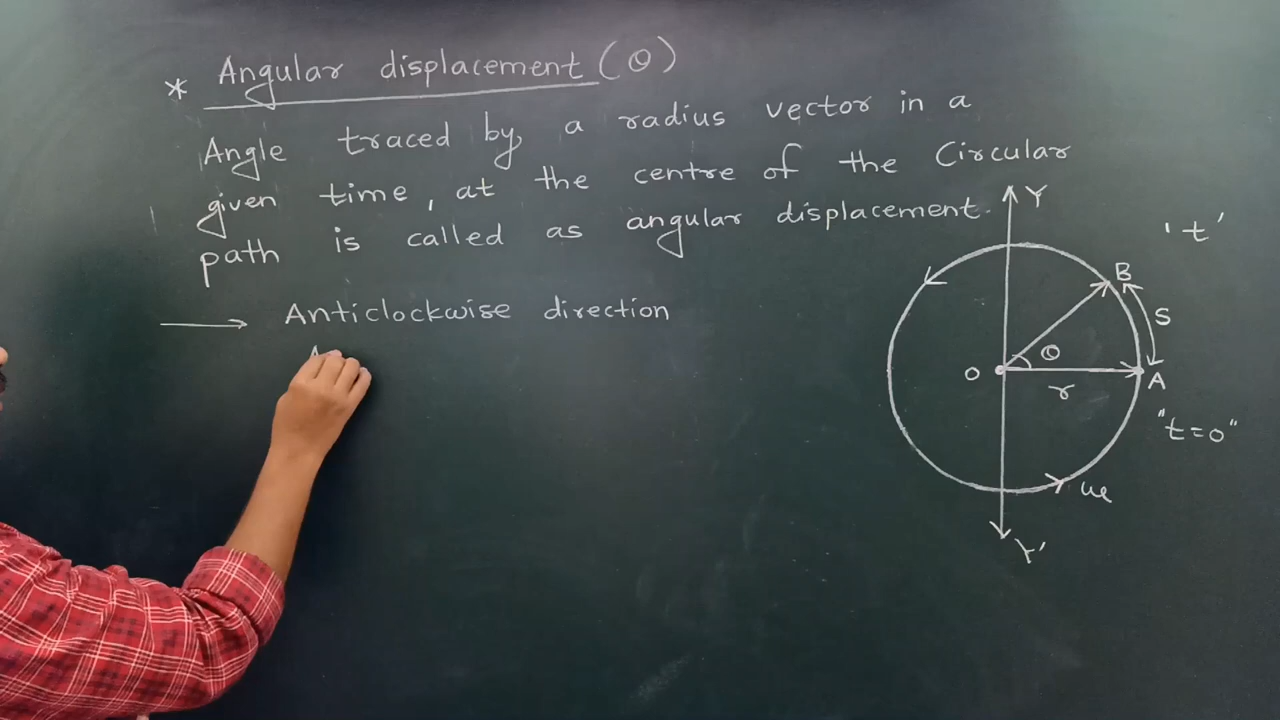 * Angular displacement (θ)
Angle traced by a radius vector in a
given time, at the centre of the Circular
path is called as angular displacement.
→ Anticlockwise direction
A
Y
't'
B
S
θ
O
A
r
"t=0"
Y'